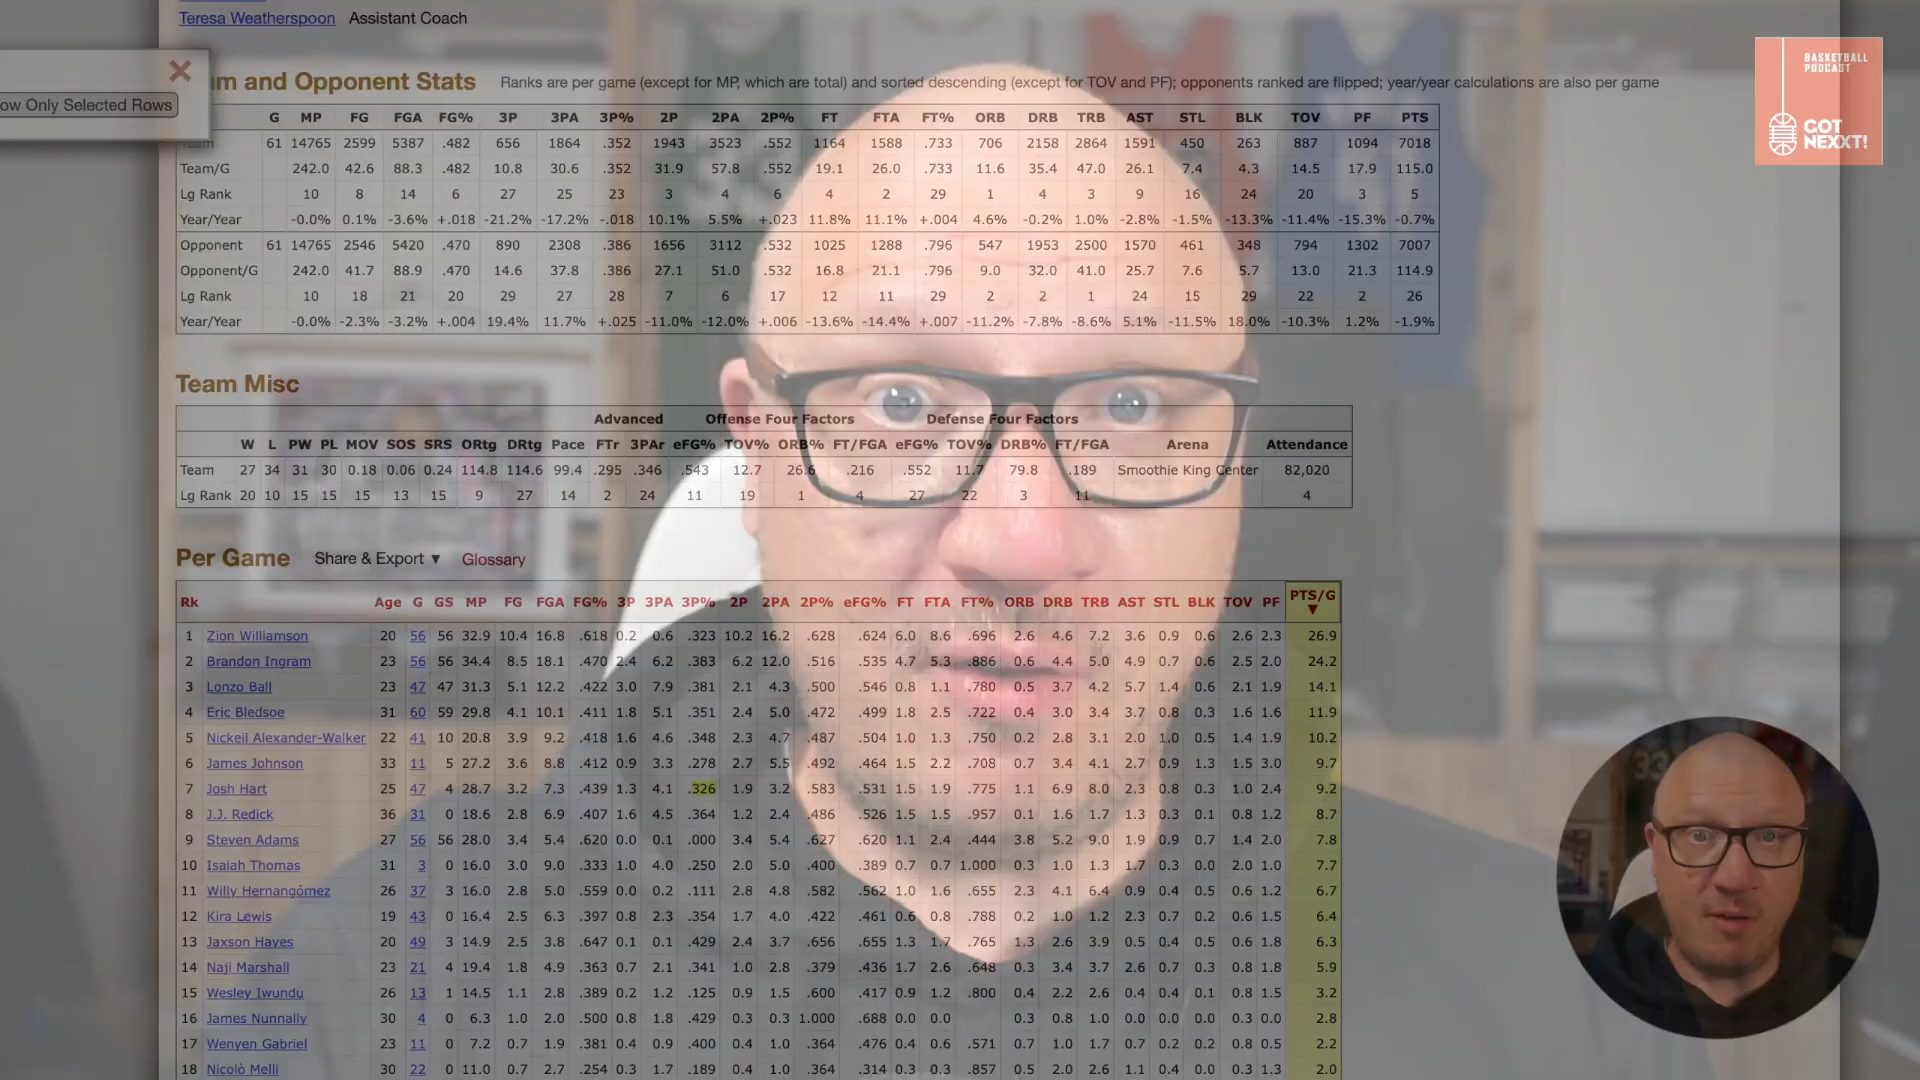 Teresa Weatherspoon Assistant Coach
BASKETBALL
PODCAST
GOT
NEXXT!
ow Only Selected Rows
m and Opponent Stats Ranks are per game (except for MP, which are total) and sorted descending (except for TOV and PF); opponents ranked are flipped; year/year calculations are also per game
G MP FG FGA FG% 3P 3PA 3P% 2P 2PA 2P% FT FTA FT% ORB DRB TRB AST STL BLK TOV PF PTS
Team 61 14765 2599 5387 .482 656 1864 .352 1943 3523 .552 1164 1588 .733 706 2158 2864 1591 450 263 887 1094 7018
Team/G 242.0 42.6 88.3 .482 10.8 30.6 .352 31.9 57.8 .552 19.1 26.0 .733 11.6 35.4 47.0 26.1 7.4 4.3 14.5 17.9 115.0
Lg Rank 10 8 14 6 27 25 23 3 4 6 4 2 29 1 4 3 9 16 24 20 3 5
Year/Year -0.0% 0.1% -3.6% +.018 -21.2% -17.2% -.018 10.1% 5.5% +.023 11.8% 11.1% +.004 4.6% -0.2% 1.0% -2.8% -1.5% -13.3% -11.4% -15.3% -0.7%
Opponent 61 14765 2546 5420 .470 890 2308 .386 1656 3112 .532 1025 1288 .796 547 1953 2500 1570 461 348 794 1302 7007
Opponent/G 242.0 41.7 88.9 .470 14.6 37.8 .386 27.1 51.0 .532 16.8 21.1 .796 9.0 32.0 41.0 25.7 7.6 5.7 13.0 21.3 114.9
Lg Rank 10 18 21 20 29 27 28 7 6 17 12 11 29 2 2 1 24 15 29 22 2 26
Year/Year -0.0% -2.3% -3.2% +.004 19.4% 11.7% +.025 -11.0% -12.0% +.006 -13.6% -14.4% +.007 -11.2% -7.8% -8.6% 5.1% -11.5% 18.0% -10.3% 1.2% -1.9%
Team Misc
Advanced Offense Four Factors Defense Four Factors
W L PW PL MOV SOS SRS ORtg DRtg Pace FTr 3PAr eFG% TOV% ORB% FT/FGA eFG% TOV% DRB% FT/FGA Arena Attendance
Team 27 34 31 30 0.18 0.06 0.24 114.8 114.6 99.4 .295 .346 .543 12.7 26.6 .216 .552 11.7 79.8 .189 Smoothie King Center 82,020
Lg Rank 20 10 15 15 15 13 15 9 27 14 2 24 11 19 1 4 27 22 3 11 4
Per Game Share & Export ▼ Glossary
Rk Age G GS MP FG FGA FG% 3P 3PA 3P% 2P 2PA 2P% eFG% FT FTA FT% ORB DRB TRB AST STL BLK TOV PF PTS/G ▼
1 Zion Williamson 20 56 56 32.9 10.4 16.8 .618 0.2 0.6 .323 10.2 16.2 .628 .624 6.0 8.6 .696 2.6 4.6 7.2 3.6 0.9 0.6 2.6 2.3 26.9
2 Brandon Ingram 23 56 56 34.4 8.5 18.1 .470 2.4 6.2 .383 6.2 12.0 .516 .535 4.7 5.3 .886 0.6 4.4 5.0 4.9 0.7 0.6 2.5 2.0 24.2
3 Lonzo Ball 23 47 47 31.3 5.1 12.2 .422 3.0 7.9 .381 2.1 4.3 .500 .546 0.8 1.1 .780 0.5 3.7 4.2 5.7 1.4 0.6 2.1 1.9 14.1
4 Eric Bledsoe 31 60 59 29.8 4.1 10.1 .411 1.8 5.1 .351 2.4 5.0 .472 .499 1.8 2.5 .722 0.4 3.0 3.4 3.7 0.8 0.3 1.6 1.6 11.9
5 Nickeil Alexander-Walker 22 41 10 20.8 3.9 9.2 .418 1.6 4.6 .348 2.3 4.7 .487 .504 1.0 1.3 .750 0.2 2.8 3.1 2.0 1.0 0.5 1.4 1.9 10.2
6 James Johnson 33 11 5 27.2 3.6 8.8 .412 0.9 3.3 .278 2.7 5.5 .492 .464 1.5 2.2 .708 0.7 3.4 4.1 2.7 0.9 1.3 1.5 3.0 9.7
7 Josh Hart 25 47 4 28.7 3.2 7.3 .439 1.3 4.1 .326 1.9 3.2 .583 .531 1.5 1.9 .775 1.1 6.9 8.0 2.3 0.8 0.3 1.0 2.4 9.2
8 J.J. Redick 36 31 0 18.6 2.8 6.9 .407 1.6 4.5 .364 1.2 2.4 .486 .526 1.5 1.5 .957 0.1 1.6 1.7 1.3 0.3 0.1 0.8 1.2 8.7
9 Steven Adams 27 56 56 28.0 3.4 5.4 .620 0.0 0.1 .000 3.4 5.4 .627 .620 1.1 2.4 .444 3.8 5.2 9.0 1.9 0.9 0.7 1.4 2.0 7.8
10 Isaiah Thomas 31 3 0 16.0 3.0 9.0 .333 1.0 4.0 .250 2.0 5.0 .400 .389 0.7 0.7 1.000 0.3 1.0 1.3 1.7 0.3 0.0 2.0 1.0 7.7
11 Willy Hernangómez 26 37 3 16.0 2.8 5.0 .559 0.0 0.2 .111 2.8 4.8 .582 .562 1.0 1.6 .655 2.3 4.1 6.4 0.9 0.4 0.5 0.6 1.2 6.7
12 Kira Lewis 19 43 0 16.4 2.5 6.3 .397 0.8 2.3 .354 1.7 4.0 .422 .461 0.6 0.8 .788 0.2 1.0 1.2 2.3 0.7 0.2 0.6 1.5 6.4
13 Jaxson Hayes 20 49 3 14.9 2.5 3.8 .647 0.1 0.1 .429 2.4 3.7 .656 .655 1.3 1.7 .765 1.3 2.6 3.9 0.5 0.4 0.5 0.6 1.8 6.3
14 Naji Marshall 23 21 4 19.4 1.8 4.9 .363 0.7 2.1 .341 1.0 2.8 .379 .436 1.7 2.6 .648 0.3 3.4 3.7 2.6 0.7 0.3 0.8 1.8 5.9
15 Wesley Iwundu 26 13 1 14.5 1.1 2.8 .389 0.2 1.2 .125 0.9 1.5 .600 .417 0.9 1.2 .800 0.4 2.2 2.6 0.4 0.4 0.1 0.8 1.5 3.2
16 James Nunnally 30 4 0 6.3 1.0 2.0 .500 0.8 1.8 .429 0.3 0.3 1.000 .688 0.0 0.0 0.3 0.8 1.0 0.0 0.0 0.0 0.3 0.0 2.8
17 Wenyen Gabriel 23 11 0 7.2 0.7 1.9 .381 0.4 0.9 .400 0.4 1.0 .364 .476 0.4 0.6 .571 0.7 1.0 1.7 0.4 0.2 0.2 0.8 0.5 2.2
18 Nicolò Melli 30 22 0 11.0 0.7 2.7 .254 0.3 1.7 .189 0.4 1.0 .364 .314 0.3 0.3 .857 0.5 2.0 2.6 1.1 0.4 0.0 0.3 1.3 2.0